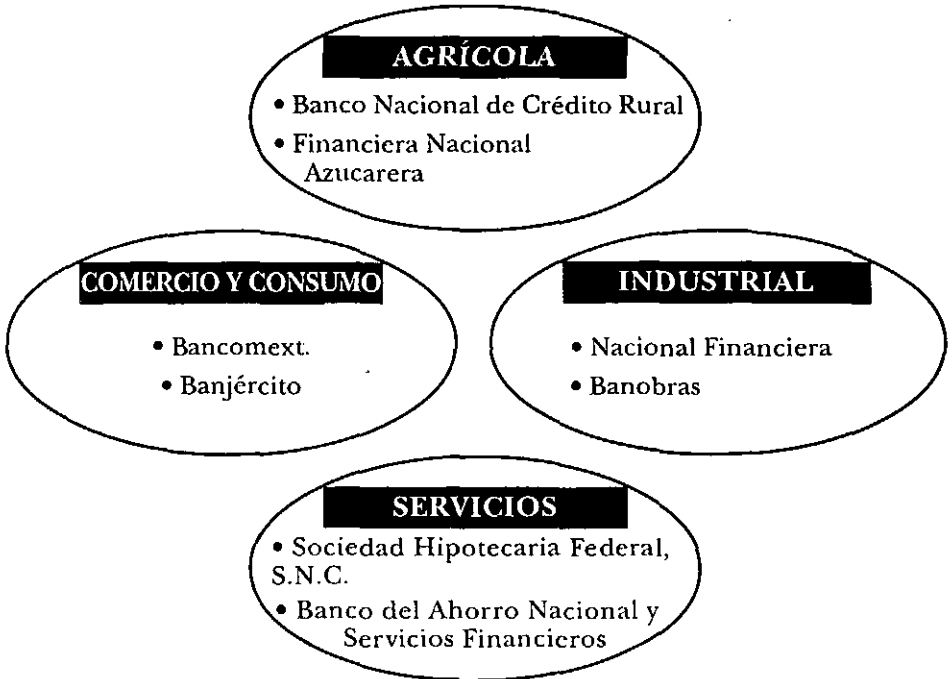 AGRÍCOLA
• Banco Nacional de Crédito Rural
• Financiera Nacional
Azucarera
COMERCIO Y CONSUMO
• Bancomext.
• Banjército
INDUSTRIAL
• Nacional Financiera
• Banobras
SERVICIOS
• Sociedad Hipotecaria Federal,
S.N.C.
• Banco del Ahorro Nacional y
Servicios Financieros